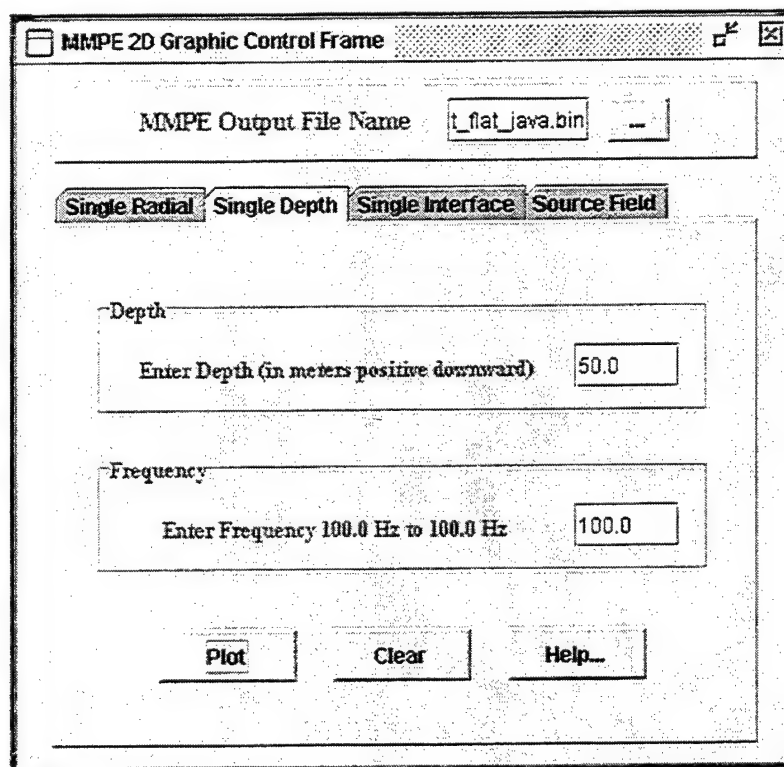 MMPE 2D Graphic Control Frame
MMPE Output File Name t_flat_java.bin ...
Single Radial Single Depth Single Interface Source Field
Depth
Enter Depth (in meters positive downward) 50.0
Frequency
Enter Frequency 100.0 Hz to 100.0 Hz 100.0
Plot Clear Help...